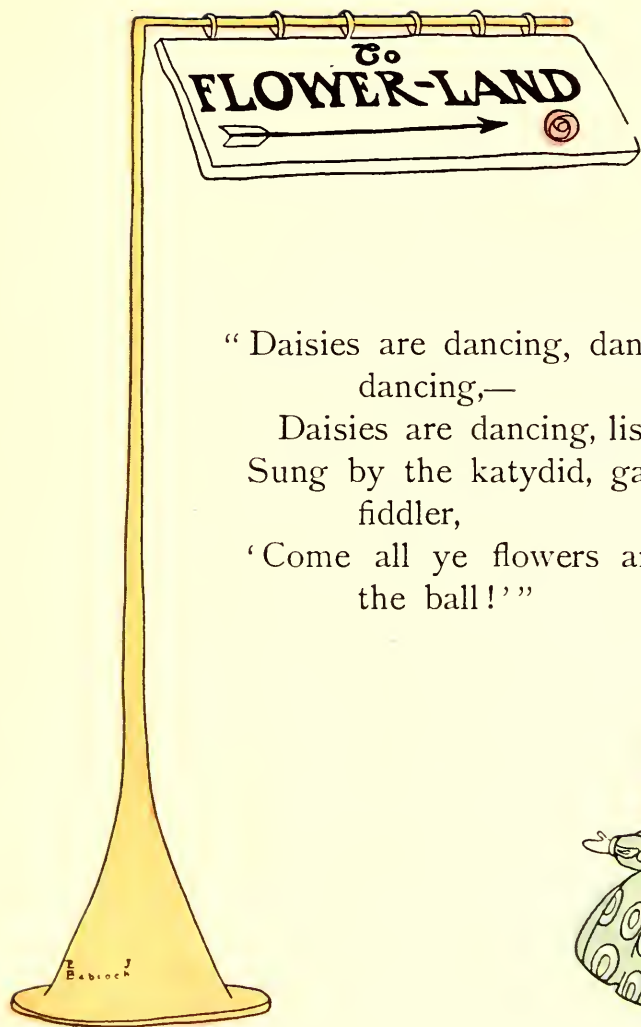 To
FLOWER-LAND
“Daisies are dancing, dan
dancing,—
Daisies are dancing, lis
Sung by the katydid, ga
fiddler,
‘Come all ye flowers a
the ball!’”
Babcock